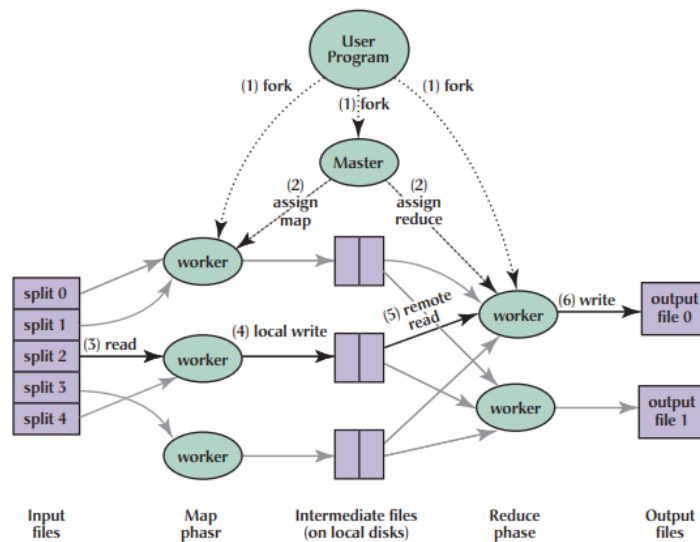 User
Program
(1) fork
(1) fork
(1) fork
Master
(2)
assign
map
(2)
assign
reduce
worker
split 0
split 1
split 2
split 3
split 4
(3) read
worker
(4) local write
(5) remote
read
worker
(6) write
output
file 0
worker
output
file 1
worker
Input
files
Map
phasr
Intermediate files
(on local disks)
Reduce
phase
Output
files